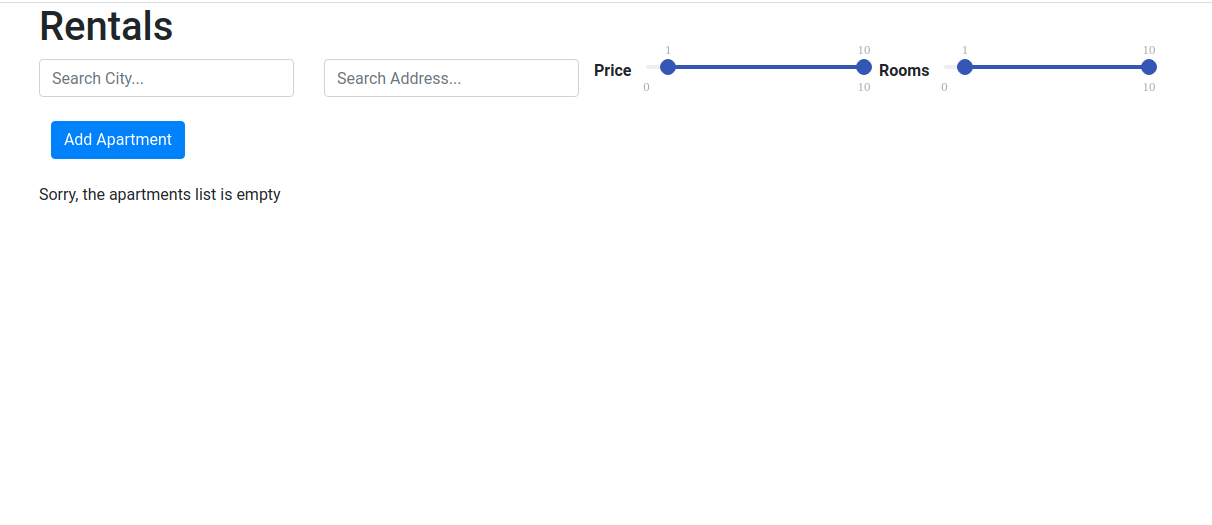 Rentals
1 10 1 10
Search City... Search Address... Price Rooms
0 10 0 10
Add Apartment
Sorry, the apartments list is empty